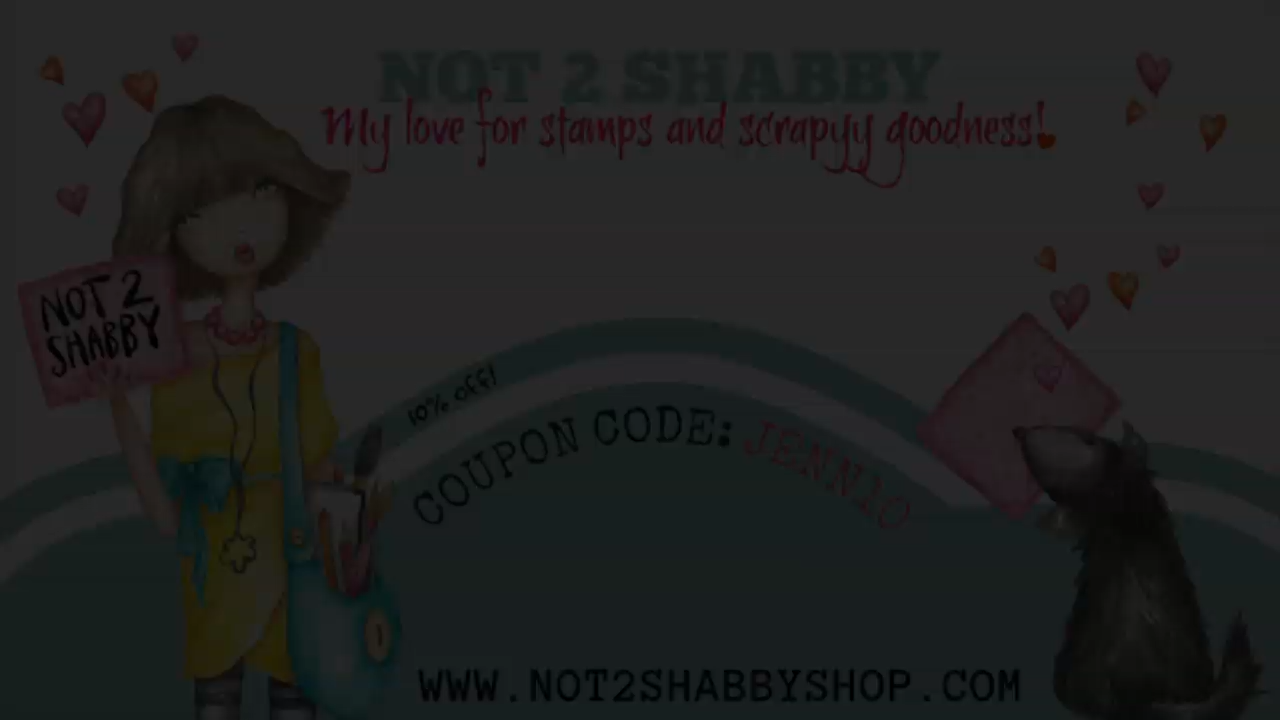 NOT 2 SHABBY
My love for stamps and scrapyy goodness!
NOT 2
SHABBY
10% off!
COUPON CODE: JENN10
WWW.NOT2SHABBYSHOP.COM